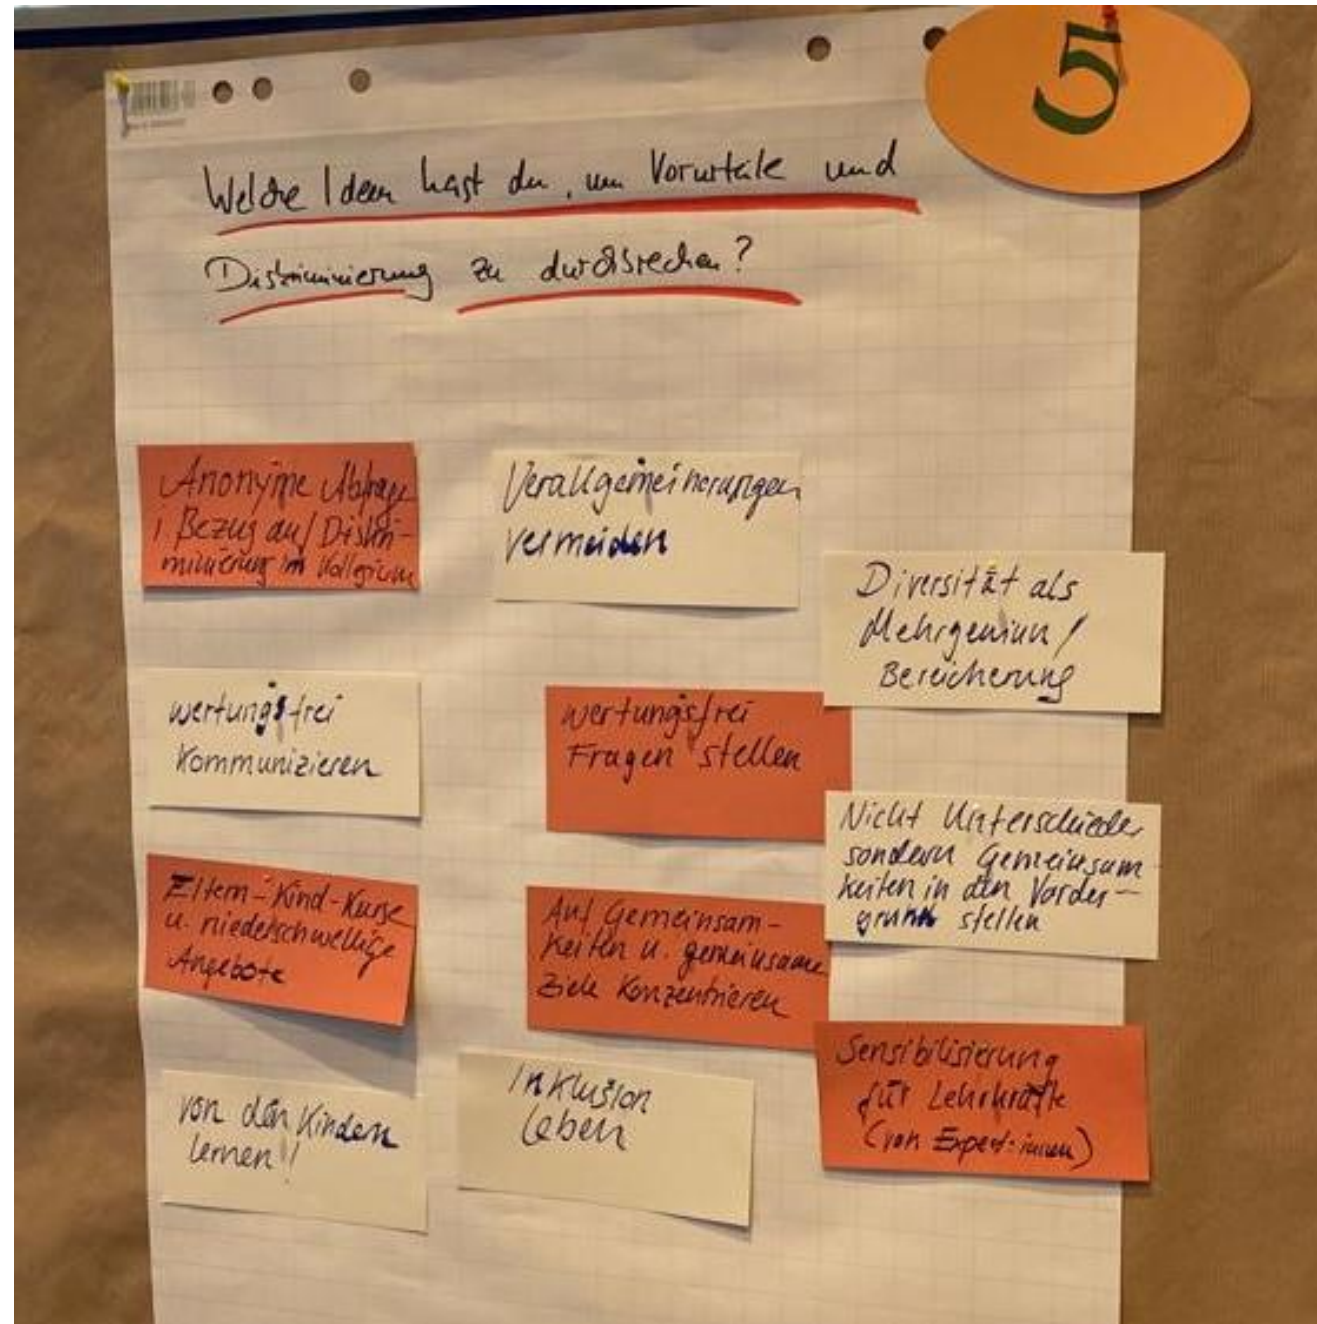 5
Welche Ideen hast du, um Vorurteile und
Diskriminierung zu durchbrechen?
Anonyme Abfrage
i Bezug auf Diskri-
minierung im Kollegium
Verallgemeinerungen
vermeiden
Diversität als
Mehrgewinn /
Bereicherung
wertungsfrei
Kommunizieren
wertungsfrei
Fragen stellen
Nicht Unterschiede
sondern Gemeinsam-
keiten in den Vorder-
grund stellen
Eltern-Kind-Kurse
u. niederschwellige
Angebote
Auf Gemeinsam-
keiten u. gemeinsame
Ziele Konzentrieren
Sensibilisierung
für Lehrkräfte
(von Expert:innen)
von den Kindern
lernen!
Inklusion
leben